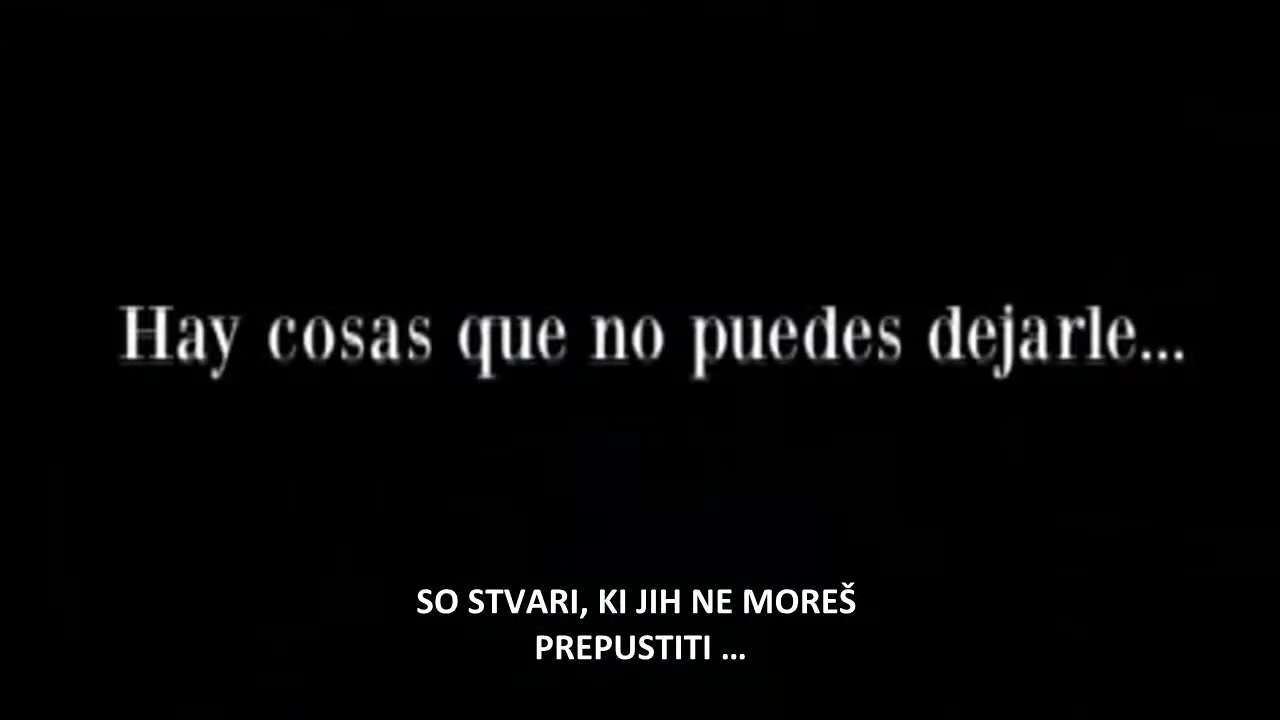 Hay cosas que no puedes dejarle...
SO STVARI, KI JIH NE MOREŠ
PREPUSTITI ...